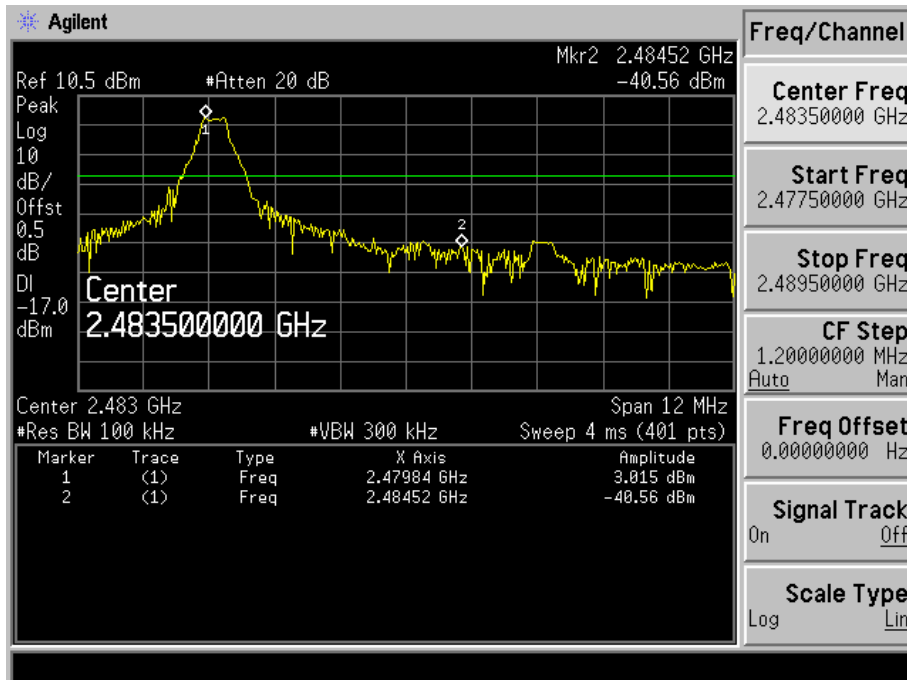 Agilent
Freq/Channel
Mkr2 2.48452 GHz
Ref 10.5 dBm #Atten 20 dB -40.56 dBm
Peak
Log
10
dB/
Offst
0.5
dB
DI
-17.0
dBm
1
2
Center
2.483500000 GHz
Center 2.483 GHz Span 12 MHz
#Res BW 100 kHz #VBW 300 kHz Sweep 4 ms (401 pts)
Marker Trace Type X Axis Amplitude
1 (1) Freq 2.47984 GHz 3.015 dBm
2 (1) Freq 2.48452 GHz -40.56 dBm
Center Freq
2.48350000 GHz
Start Freq
2.47750000 GHz
Stop Freq
2.48950000 GHz
CF Step
1.20000000 MHz
Auto Man
Freq Offset
0.00000000 Hz
Signal Track
On Off
Scale Type
Log Lin